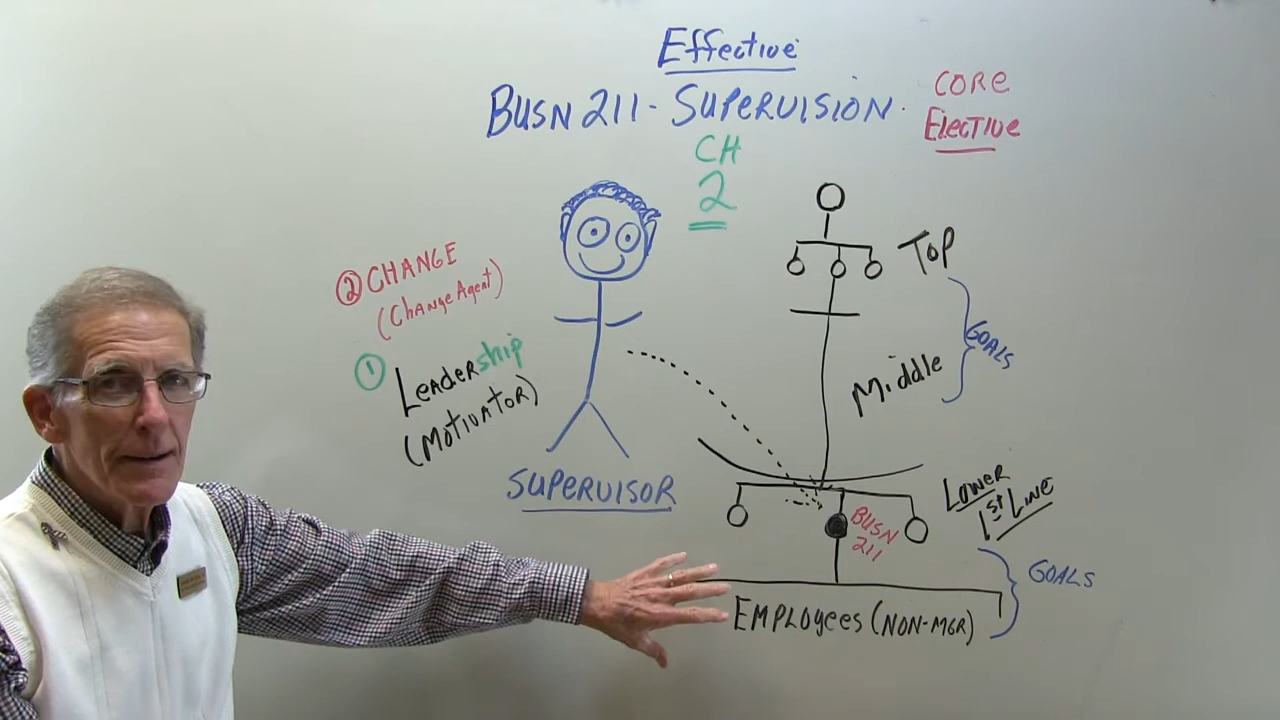 Effective
BUSN 211 - SUPERVISION.
CORE
Elective
CH
2
② CHANGE
(Change Agent)
① Leadership
(Motivator)
SUPERVISOR
TOP
GOALS
Middle
Lower
1st Line
BUSN
211
GOALS
EMPloyees (NON-MGR)